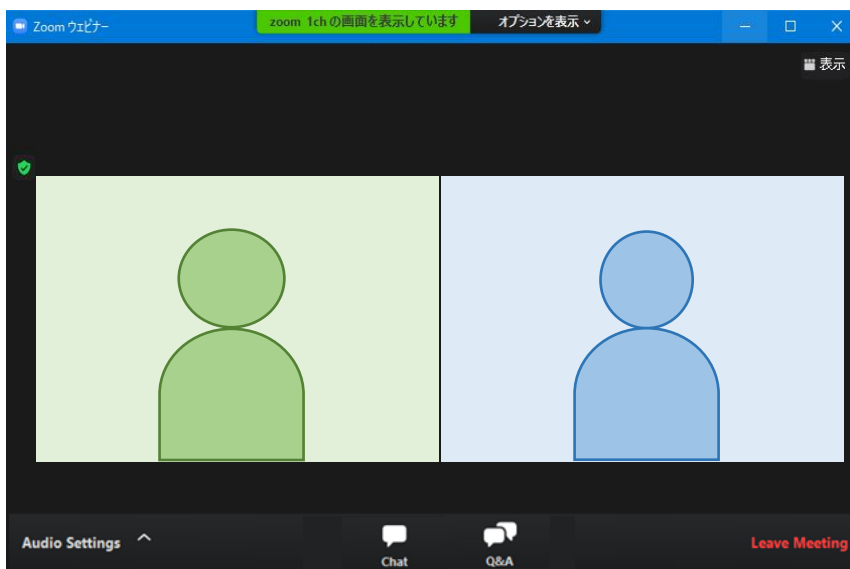 Zoom ウェビナー
zoom 1ch の画面を表示しています
オプションを表示
表示
Audio Settings
Chat
Q&A
Leave Meeting